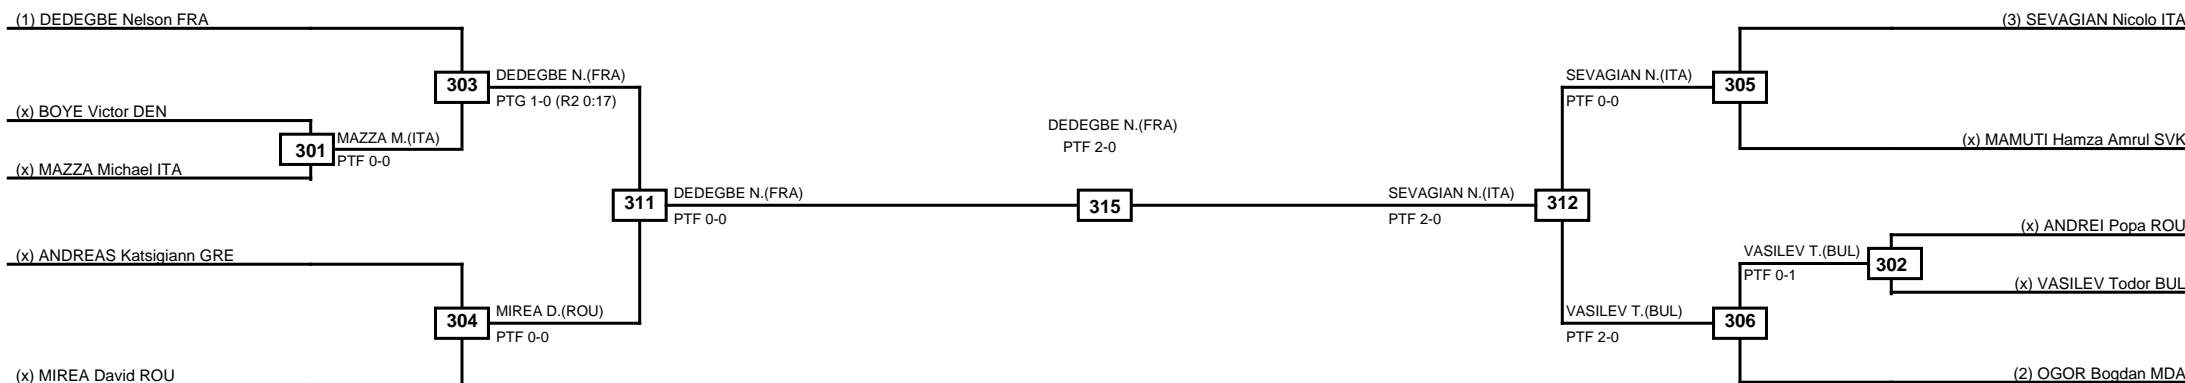 (1) DEDEGBE Nelson FRA
(3) SEVAGIAN Nicolo ITA
303
DEDEGBE N.(FRA)
PTG 1-0 (R2 0:17)
SEVAGIAN N.(ITA)
PTF 0-0
305
(x) BOYE Victor DEN
301
MAZZA M.(ITA)
PTF 0-0
(x) MAZZA Michael ITA
DEDEGBE N.(FRA)
PTF 2-0
(x) MAMUTI Hamza Amrul SVK
311
DEDEGBE N.(FRA)
PTF 0-0
315
SEVAGIAN N.(ITA)
PTF 2-0
312
(x) ANDREI Popa ROU
(x) ANDREAS Katsigiann GRE
VASILEV T.(BUL)
PTF 0-1
302
(x) VASILEV Todor BUL
304
MIREA D.(ROU)
PTF 0-0
VASILEV T.(BUL)
PTF 2-0
306
(x) MIREA David ROU
(2) OGOR Bogdan MDA